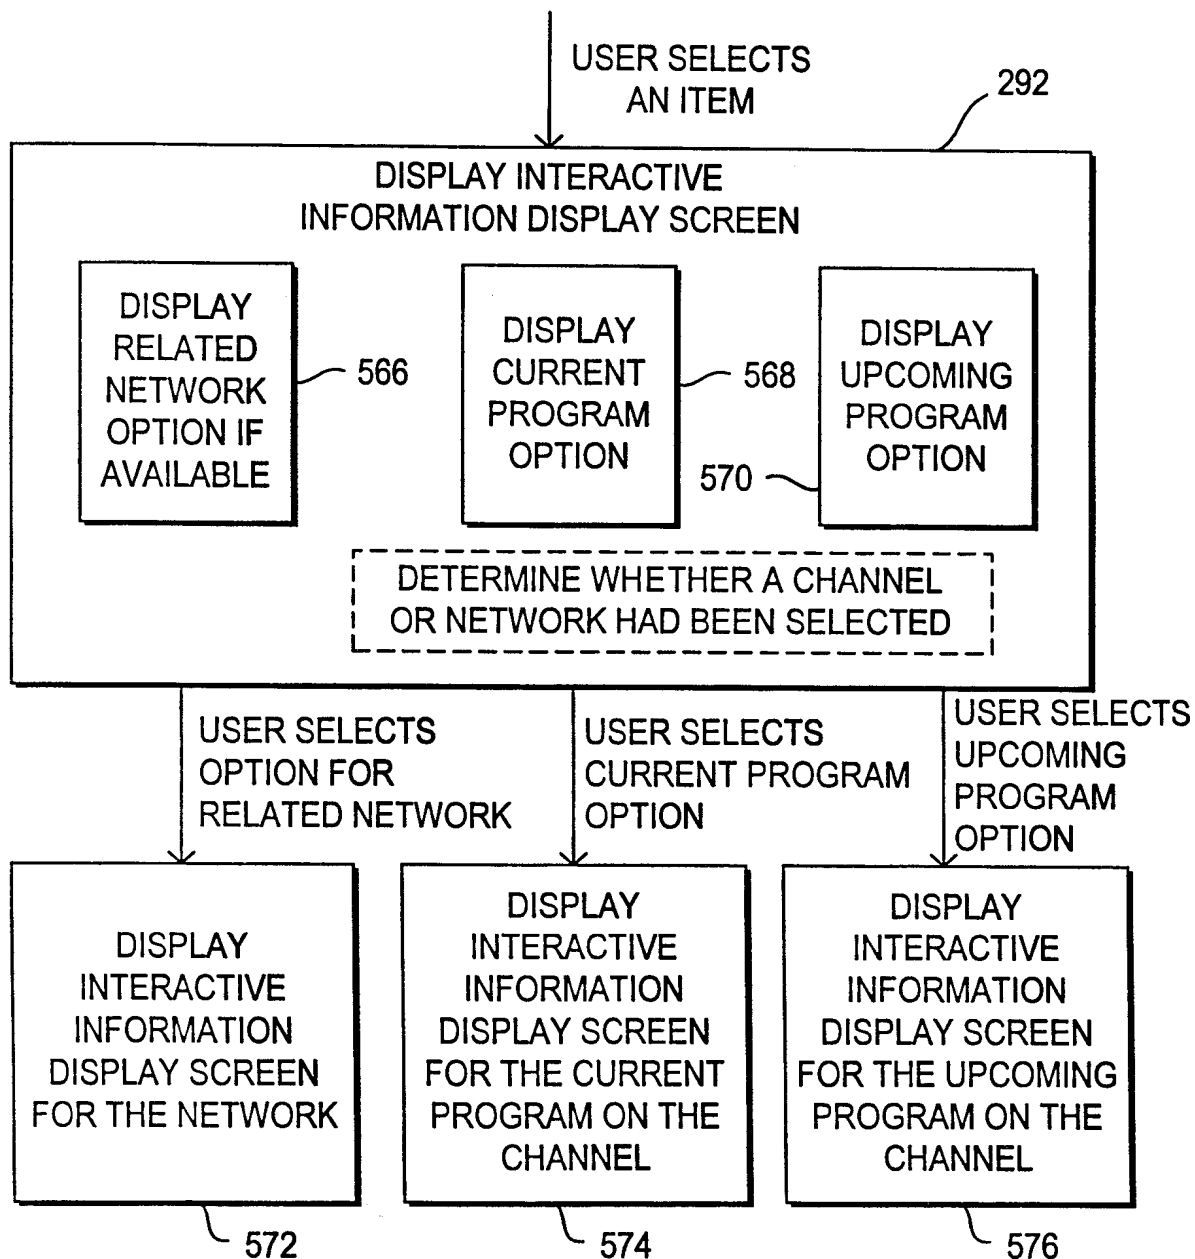 USER SELECTS
AN ITEM
292
DISPLAY INTERACTIVE
INFORMATION DISPLAY SCREEN
DISPLAY
RELATED
NETWORK
OPTION IF
AVAILABLE
566
DISPLAY
CURRENT
PROGRAM
OPTION
568
DISPLAY
UPCOMING
PROGRAM
OPTION
570
DETERMINE WHETHER A CHANNEL
OR NETWORK HAD BEEN SELECTED
USER SELECTS
OPTION FOR
RELATED NETWORK
USER SELECTS
CURRENT PROGRAM
OPTION
USER SELECTS
UPCOMING
PROGRAM
OPTION
DISPLAY
INTERACTIVE
INFORMATION
DISPLAY SCREEN
FOR THE NETWORK
572
DISPLAY
INTERACTIVE
INFORMATION
DISPLAY SCREEN
FOR THE CURRENT
PROGRAM ON THE
CHANNEL
574
DISPLAY
INTERACTIVE
INFORMATION
DISPLAY SCREEN
FOR THE UPCOMING
PROGRAM ON THE
CHANNEL
576